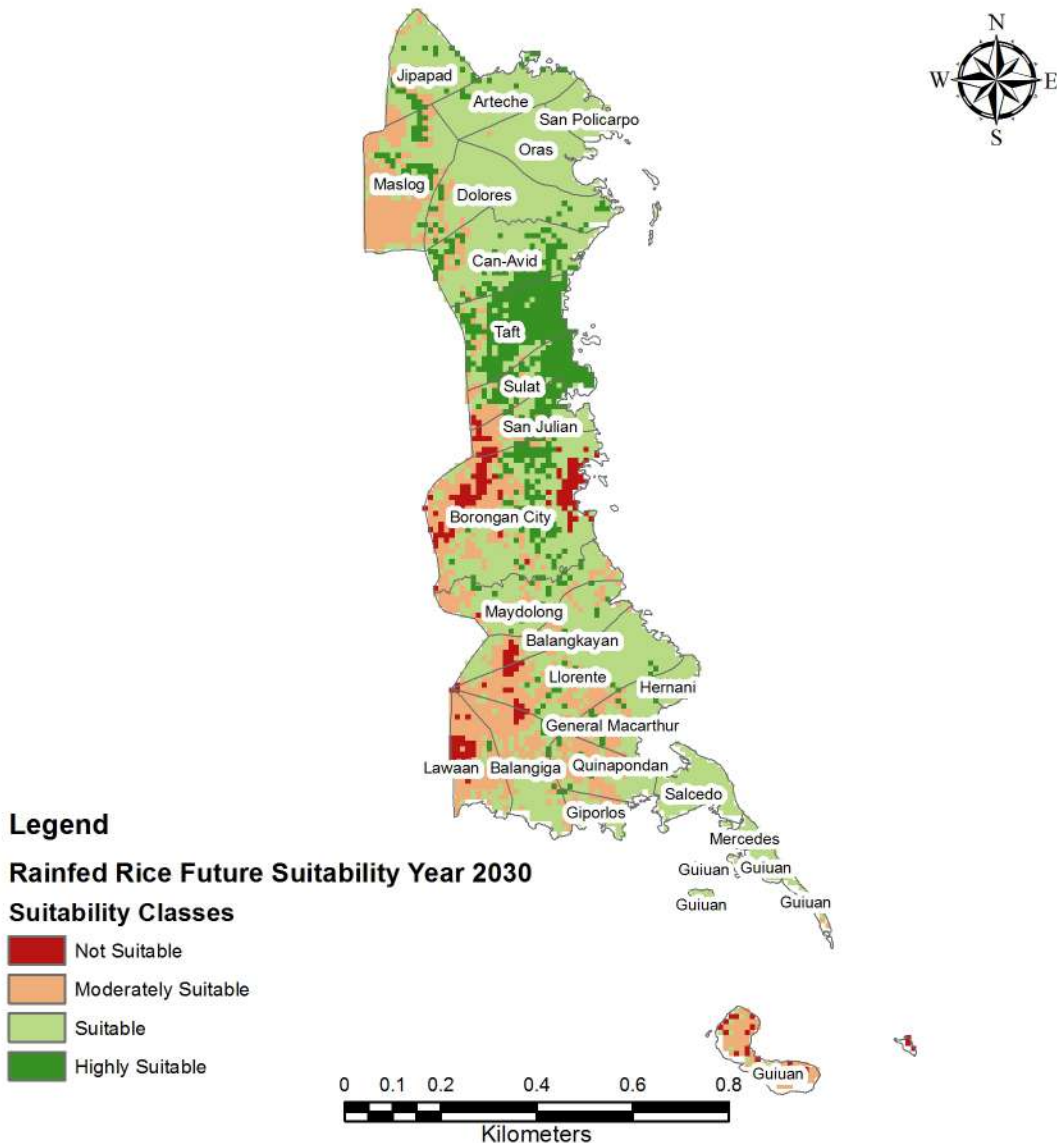 N
W E
S
Jipapad
Arteche
San Policarpo
Oras
Maslog
Dolores
Can-Avid
Taft
Sulat
San Julian
Borongan City
Maydolong
Balangkayan
Llorente
Hernani
General Macarthur
Lawaan
Balangiga
Quinapondan
Salcedo
Giporlos
Mercedes
Guiuan
Guiuan
Guiuan
Guiuan
Guiuan
Legend
Rainfed Rice Future Suitability Year 2030
Suitability Classes
Not Suitable
Moderately Suitable
Suitable
Highly Suitable
0 0.1 0.2 0.4 0.6 0.8
Kilometers